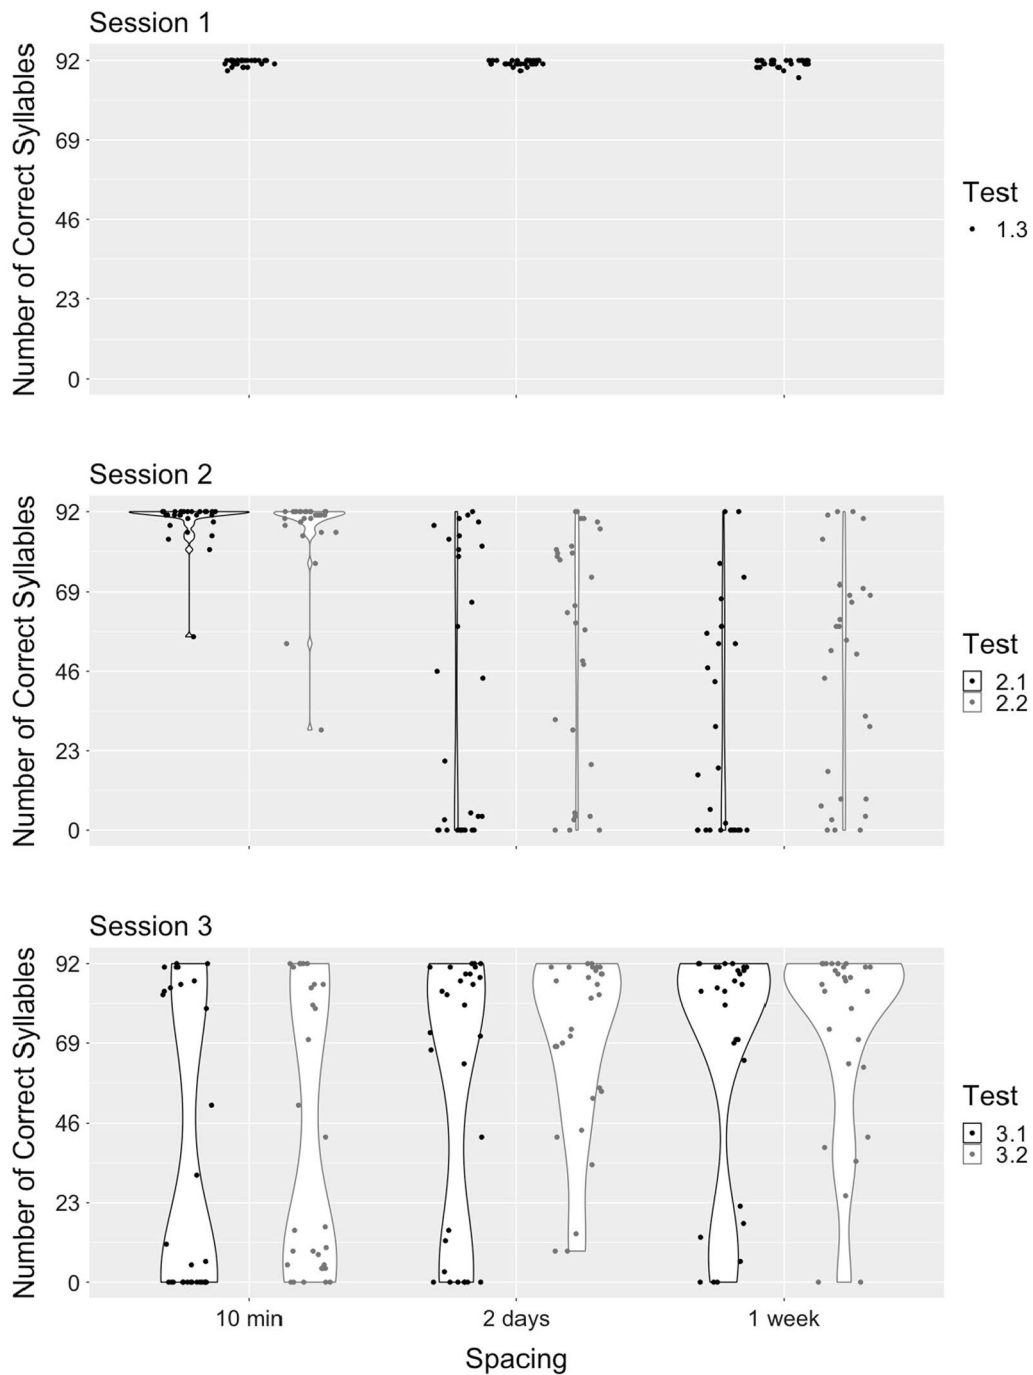 Session 1
Number of Correct Syllables
92
69
46
23
0
Test
1.3
Session 2
Number of Correct Syllables
92
69
46
23
0
Test
2.1
2.2
Session 3
Number of Correct Syllables
92
69
46
23
0
Test
3.1
3.2
10 min
2 days
1 week
Spacing